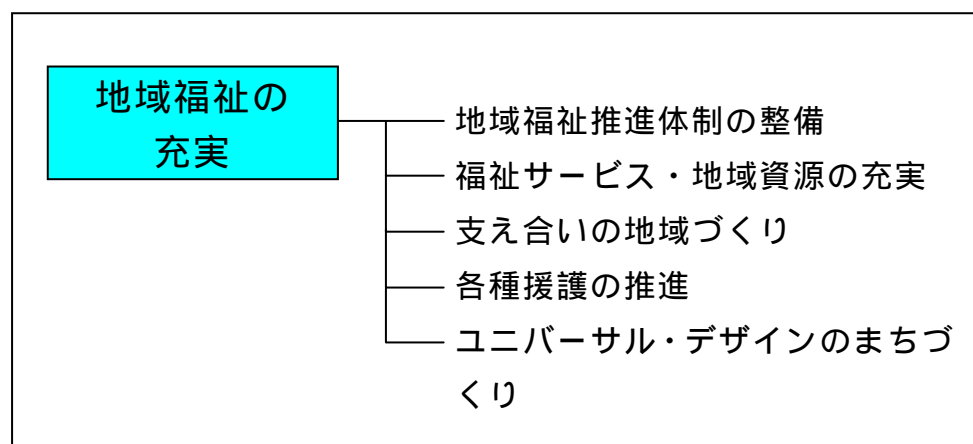 地域福祉の
充実
地域福祉推進体制の整備
福祉サービス・地域資源の充実
支え合いの地域づくり
各種援護の推進
ユニバーサル・デザインのまちづ
くり